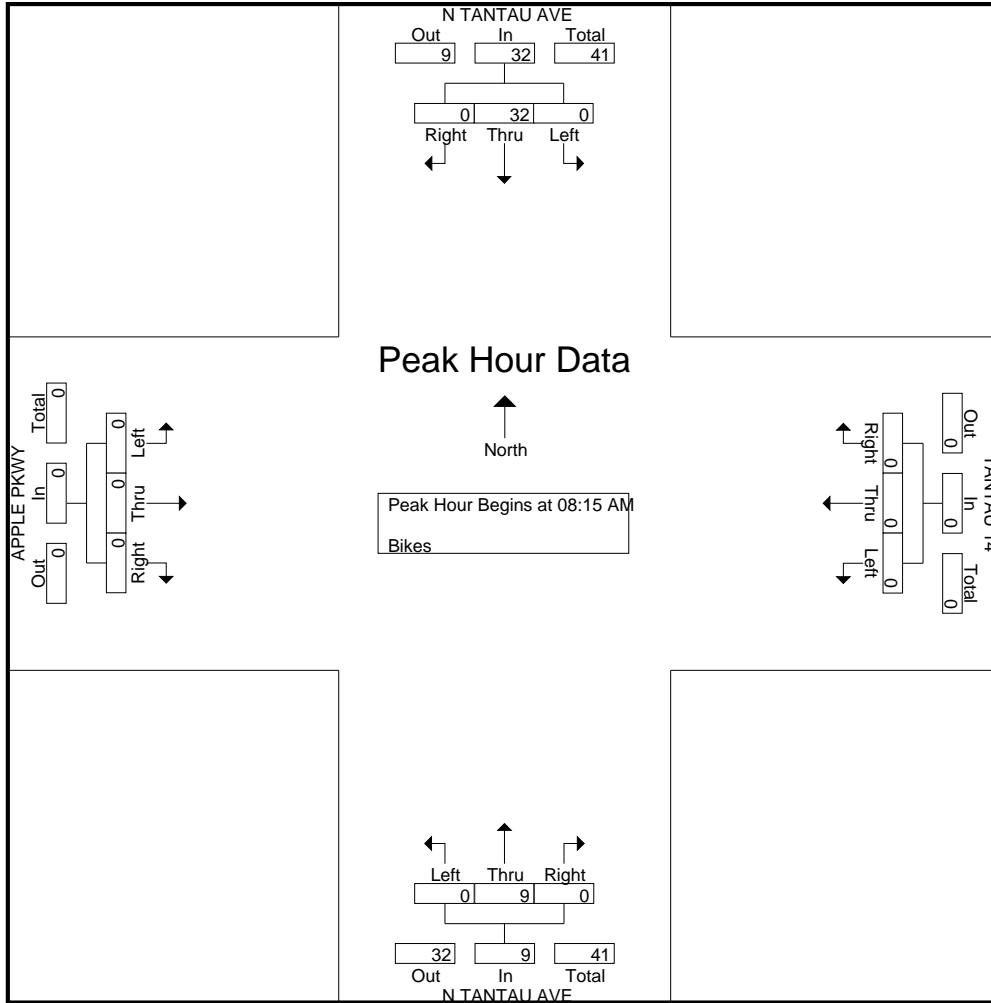 N TANTAU AVE
Out In Total
9 32 41
0 32 0
Right Thru Left
Peak Hour Data
North
Peak Hour Begins at 08:15 AM
Bikes
APPLE PKWY
Out In Total
0 0 0
0 0 0
Right Thru Left
Right Thru Left
0 0 0
Out In Total
0 0 0
TANTAU 14
Left Thru Right
0 9 0
32 9 41
Out In Total
N TANTAU AVE